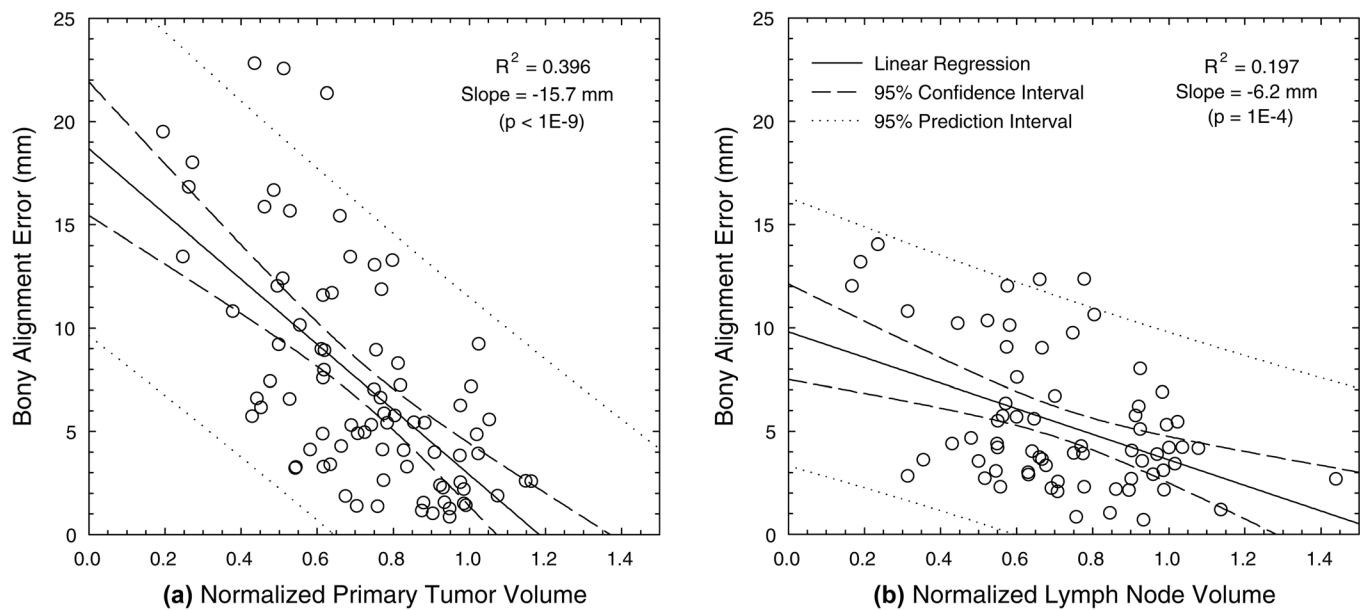 25
20
15
10
5
0
Bony Alignment Error (mm)
R² = 0.396
Slope = -15.7 mm
(p < 1E-9)
0.0 0.2 0.4 0.6 0.8 1.0 1.2 1.4
(a) Normalized Primary Tumor Volume
25
20
15
10
5
0
Bony Alignment Error (mm)
Linear Regression
95% Confidence Interval
95% Prediction Interval
R² = 0.197
Slope = -6.2 mm
(p = 1E-4)
0.0 0.2 0.4 0.6 0.8 1.0 1.2 1.4
(b) Normalized Lymph Node Volume